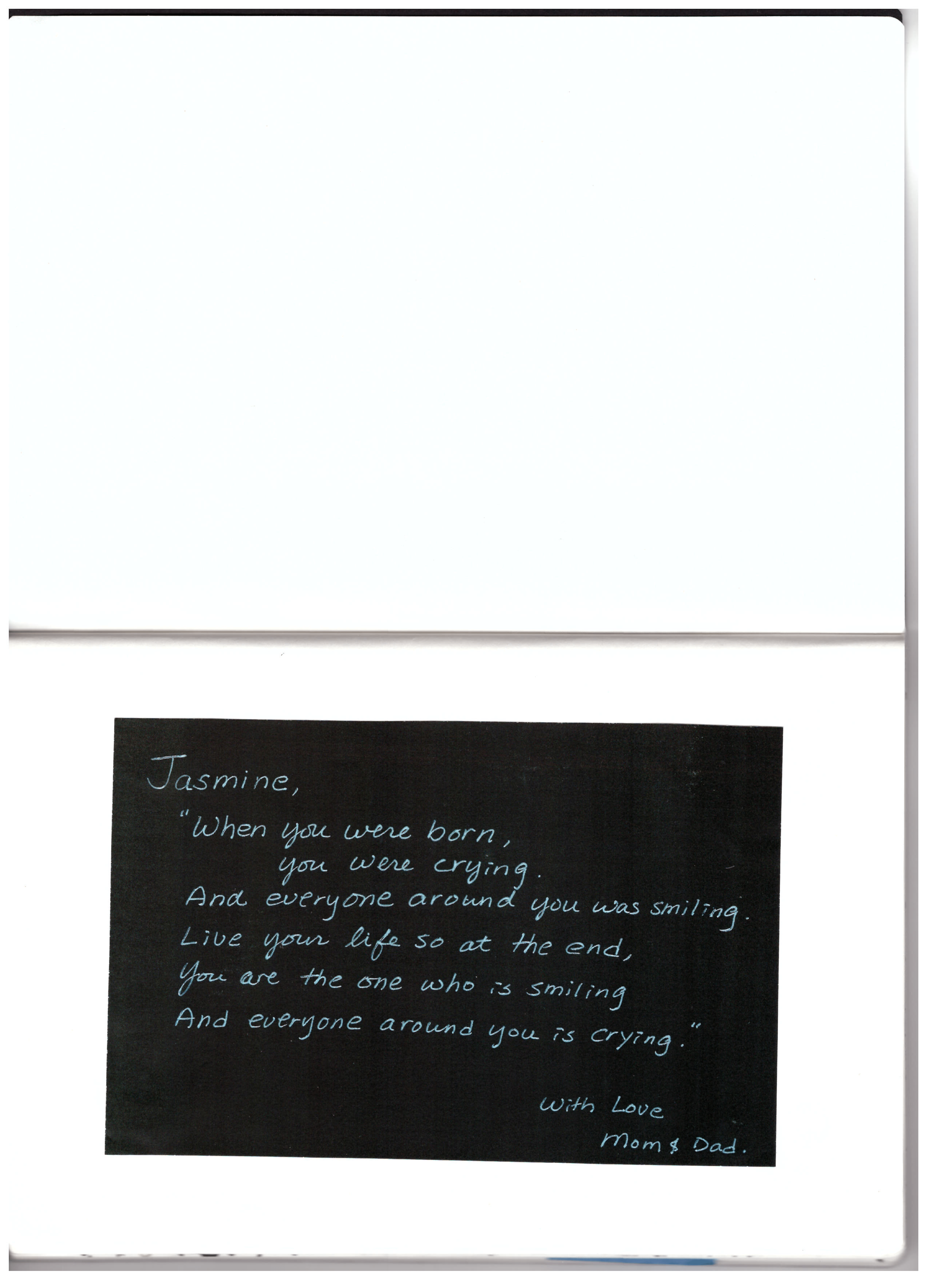 Jasmine,
"When you were born,
you were crying.
And everyone around you was smiling.
Live your life so at the end,
you are the one who is smiling
And everyone around you is crying."
With Love
Mom & Dad.